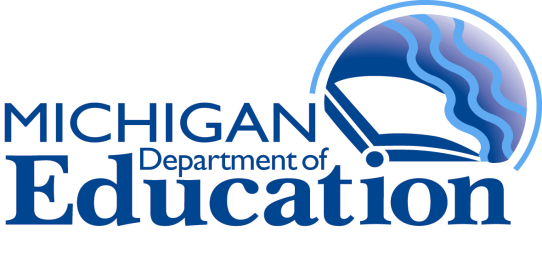 MICHIGAN
Department of
Education